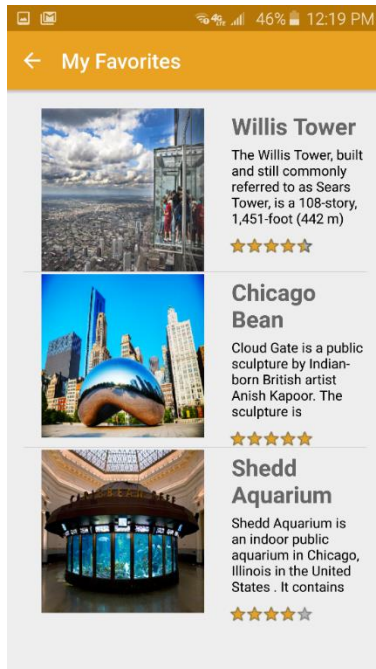 46% 12:19 PM
My Favorites
Willis Tower
The Willis Tower, built
and still commonly
referred to as Sears
Tower, is a 108-story,
1,451-foot (442 m)
Chicago
Bean
Cloud Gate is a public
sculpture by Indian-
born British artist
Anish Kapoor. The
sculpture is
Shedd
Aquarium
Shedd Aquarium is
an indoor public
aquarium in Chicago,
Illinois in the United
States . It contains